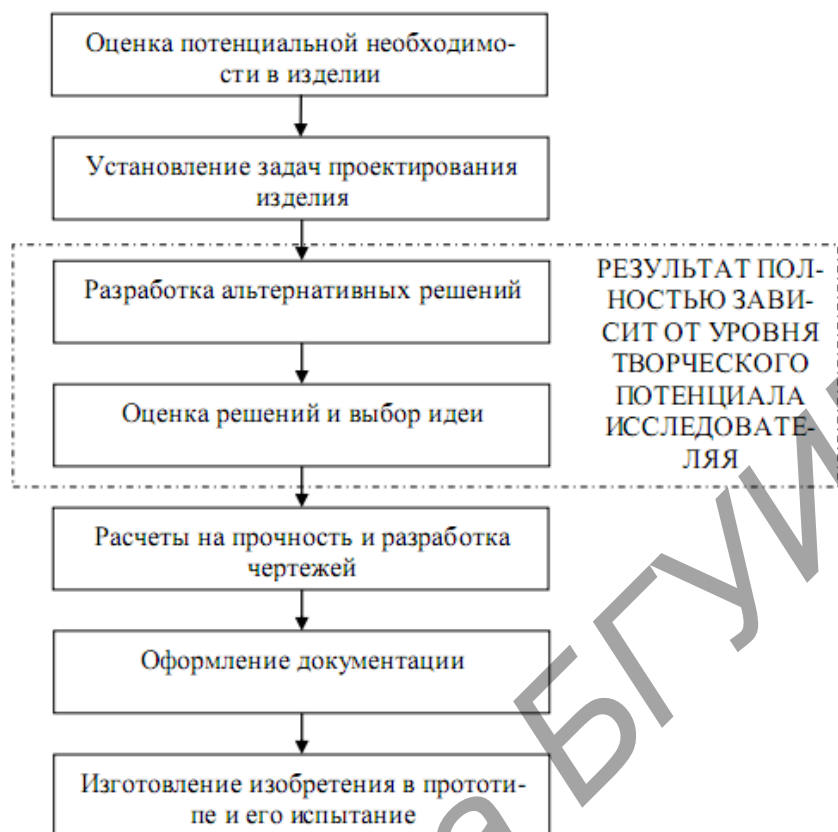 Оценка потенциальной необходимо-
сти в изделии
Установление задач проектирования
изделия
Разработка альтернативных решений
Оценка решений и выбор идеи
РЕЗУЛЬТАТ ПОЛ-
НОСТЬЮ ЗАВИ-
СИТ ОТ УРОВНЯ
ТВОРЧЕСКОГО
ПОТЕНЦИАЛА
ИССЛЕДОВАТЕ-
ЛЯЯ
Расчеты на прочность и разработка
чертежей
Оформление документации
Изготовление изобретения в прототи-
пе и его испытание